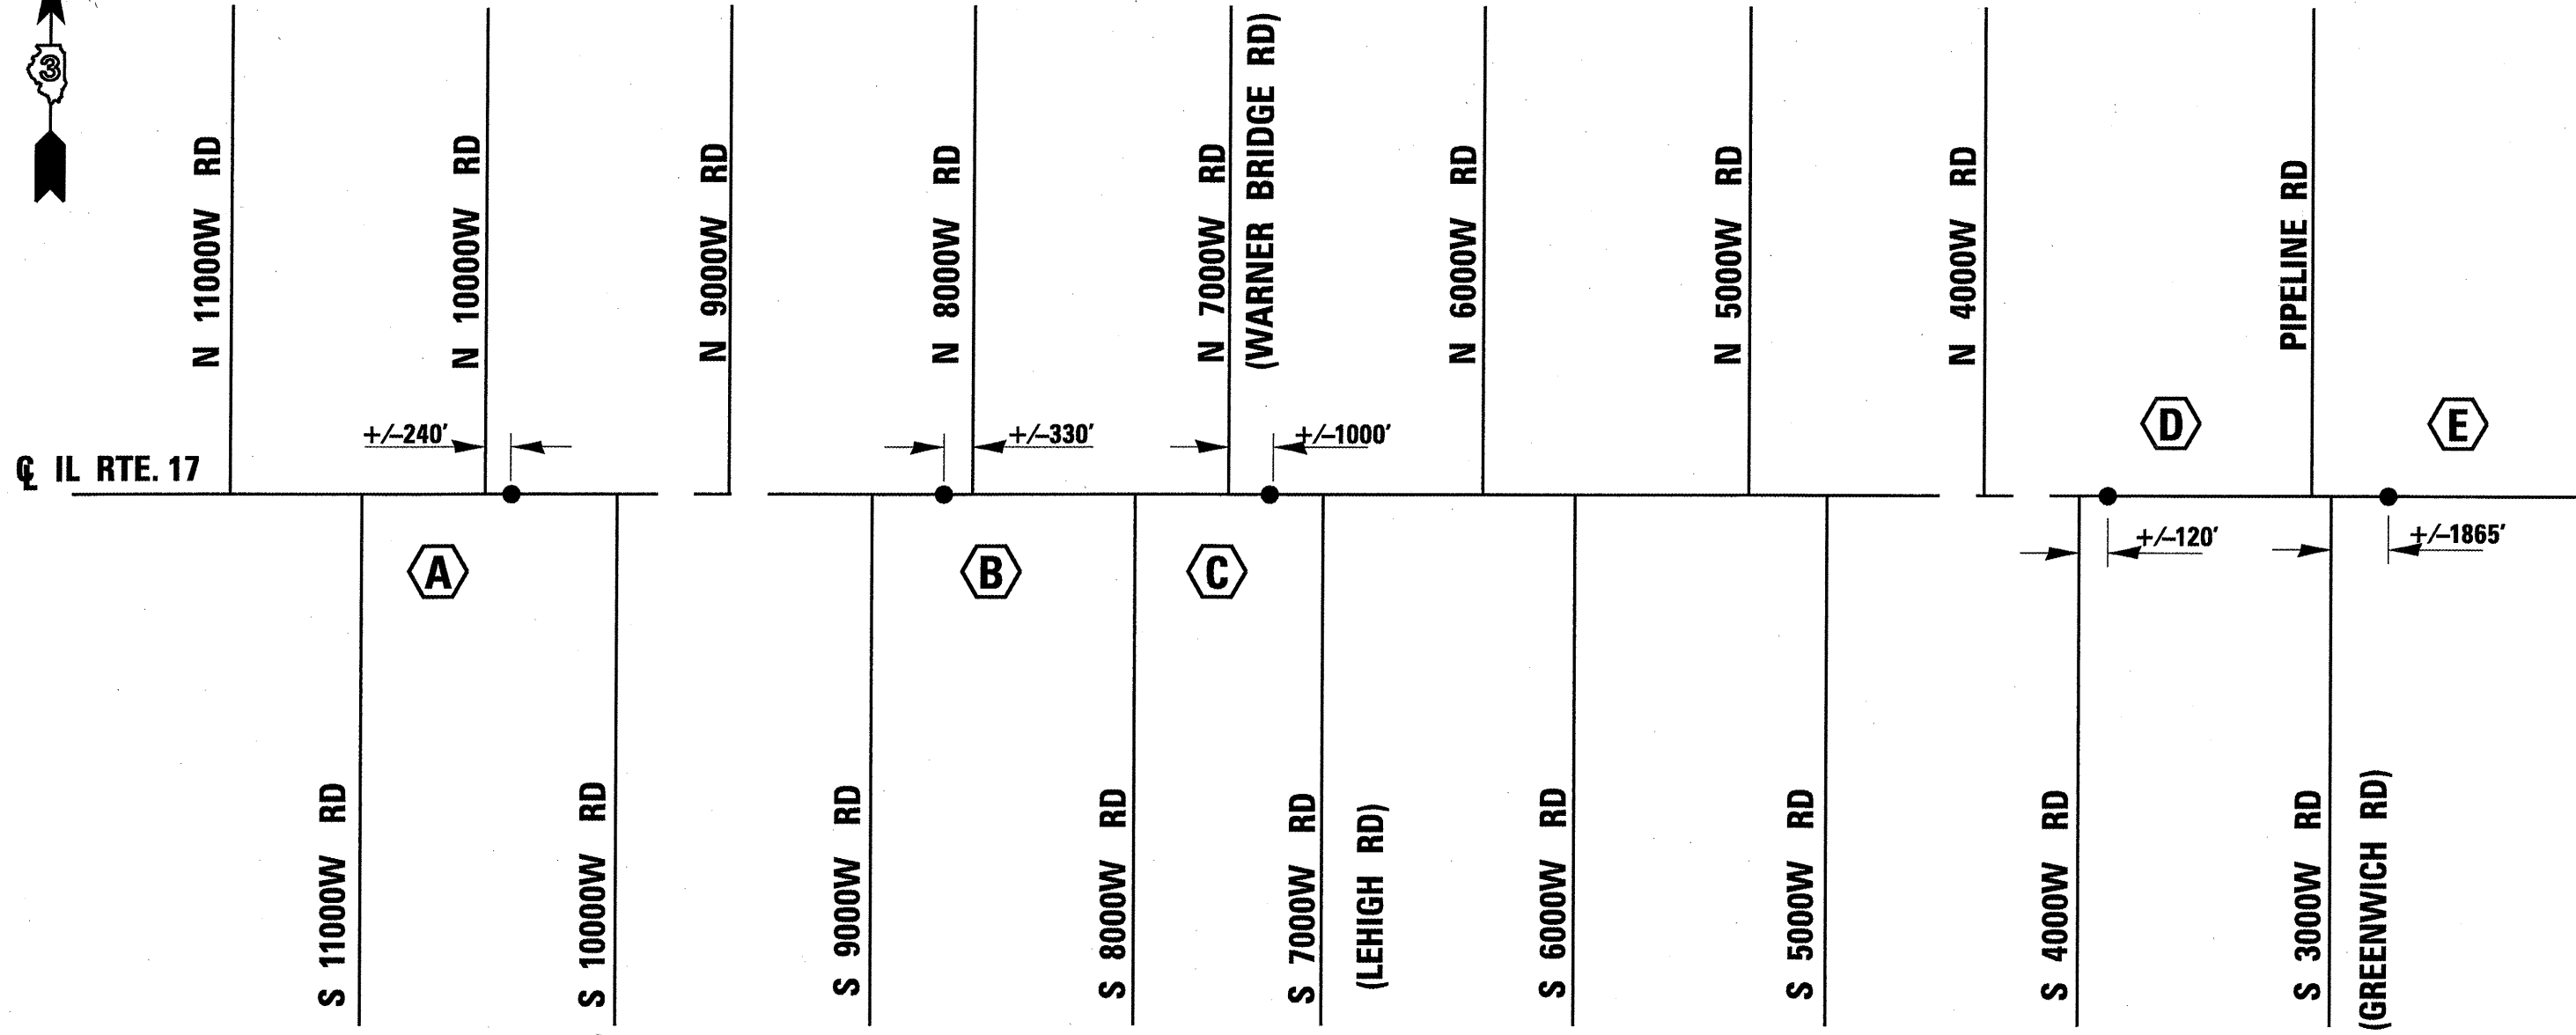 3
N 11000W RD
N 10000W RD
N 9000W RD
N 8000W RD
N 7000W RD
(WARNER BRIDGE RD)
N 6000W RD
N 5000W RD
N 4000W RD
PIPELINE RD
D
E
+/-240'
+/-330'
+/-1000'
℄ IL RTE. 17
+/-120'
+/-1865'
A
B
C
S 11000W RD
S 10000W RD
S 9000W RD
S 8000W RD
S 7000W RD
(LEHIGH RD)
S 6000W RD
S 5000W RD
S 4000W RD
S 3000W RD
(GREENWICH RD)